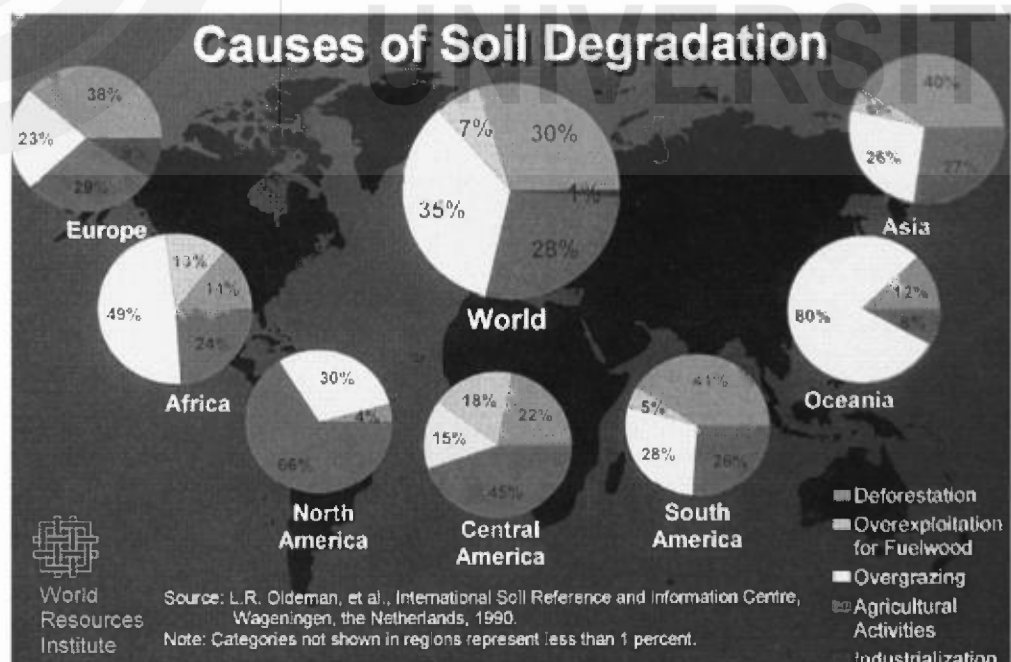 UNIVERSITY
Causes of Soil Degradation
38%
23%
29%
Europe
7%
30%
35%
1%
28%
World
40%
26%
27%
Asia
49%
13%
24%
Africa
80%
12%
8%
Oceania
30%
4%
66%
North
America
18%
22%
15%
45%
Central
America
41%
5%
28%
26%
South
America
Deforestation
Overexploitation
for Fuelwood
Overgrazing
Agricultural
Activities
Industrialization
World
Resources
Institute
Source: L.R. Oldeman, et al., International Soil Reference and Information Centre,
Wageningen, the Netherlands, 1990.
Note: Categories not shown in regions represent less than 1 percent.